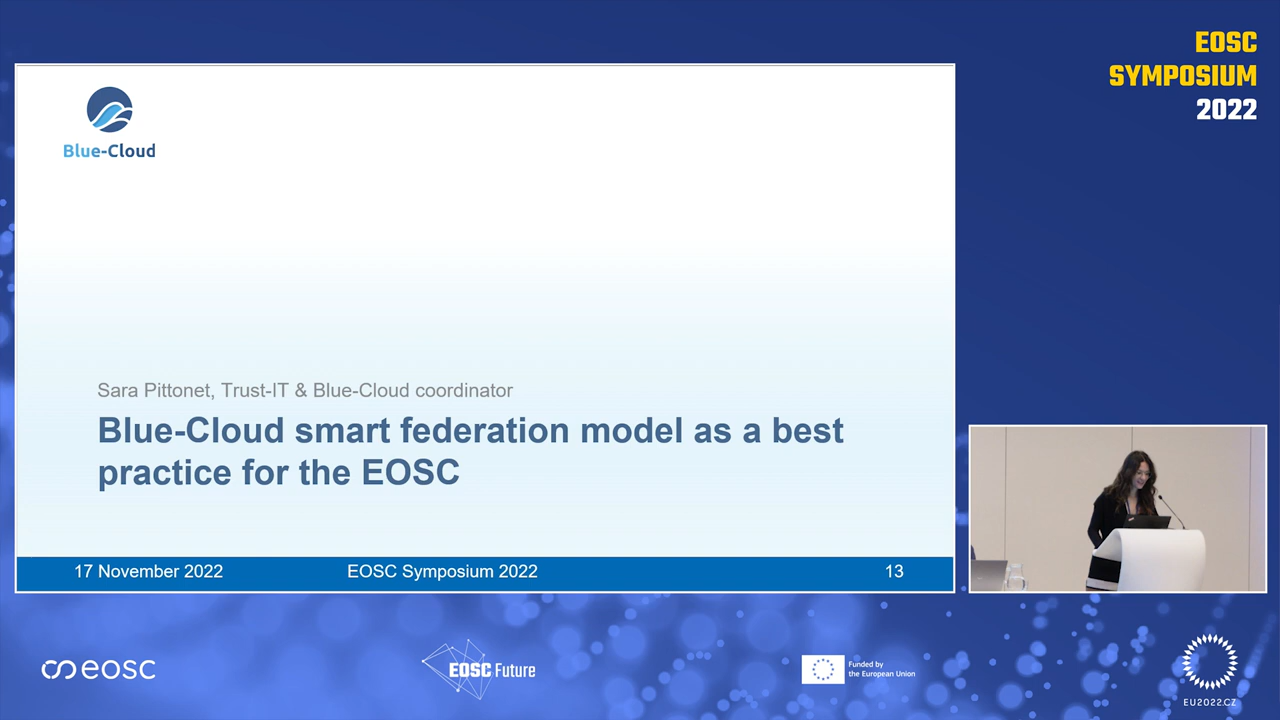 EOSC
SYMPOSIUM
2022
Blue-Cloud
Sara Pittonet, Trust-IT & Blue-Cloud coordinator
Blue-Cloud smart federation model as a best
practice for the EOSC
17 November 2022
EOSC Symposium 2022
13
eosc
EOSC Future
Funded by
the European Union
EU2022.CZ